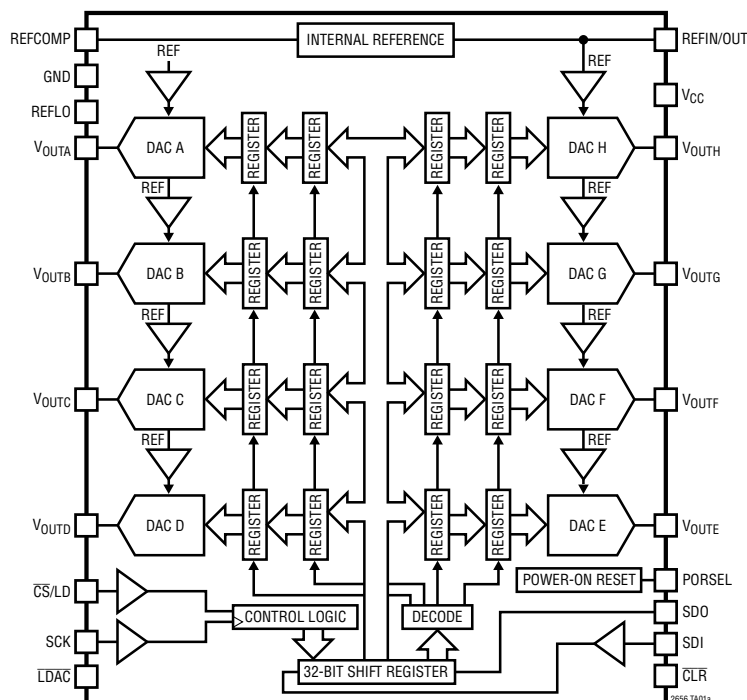 REFCOMP
INTERNAL REFERENCE
REFIN/OUT
REF
REF
GND
VCC
REFLO
VOUTA
DAC A
REGISTER
REGISTER
REGISTER
REGISTER
DAC H
VOUTH
REF
REF
VOUTB
DAC B
REGISTER
REGISTER
REGISTER
REGISTER
DAC G
VOUTG
REF
REF
VOUTC
DAC C
REGISTER
REGISTER
REGISTER
REGISTER
DAC F
VOUTF
REF
REF
VOUTD
DAC D
REGISTER
REGISTER
REGISTER
REGISTER
DAC E
VOUTE
CS/LD
POWER-ON RESET
PORSEL
CONTROL LOGIC
DECODE
SDO
SCK
SDI
LDAC
32-BIT SHIFT REGISTER
CLR
2656 TA01a